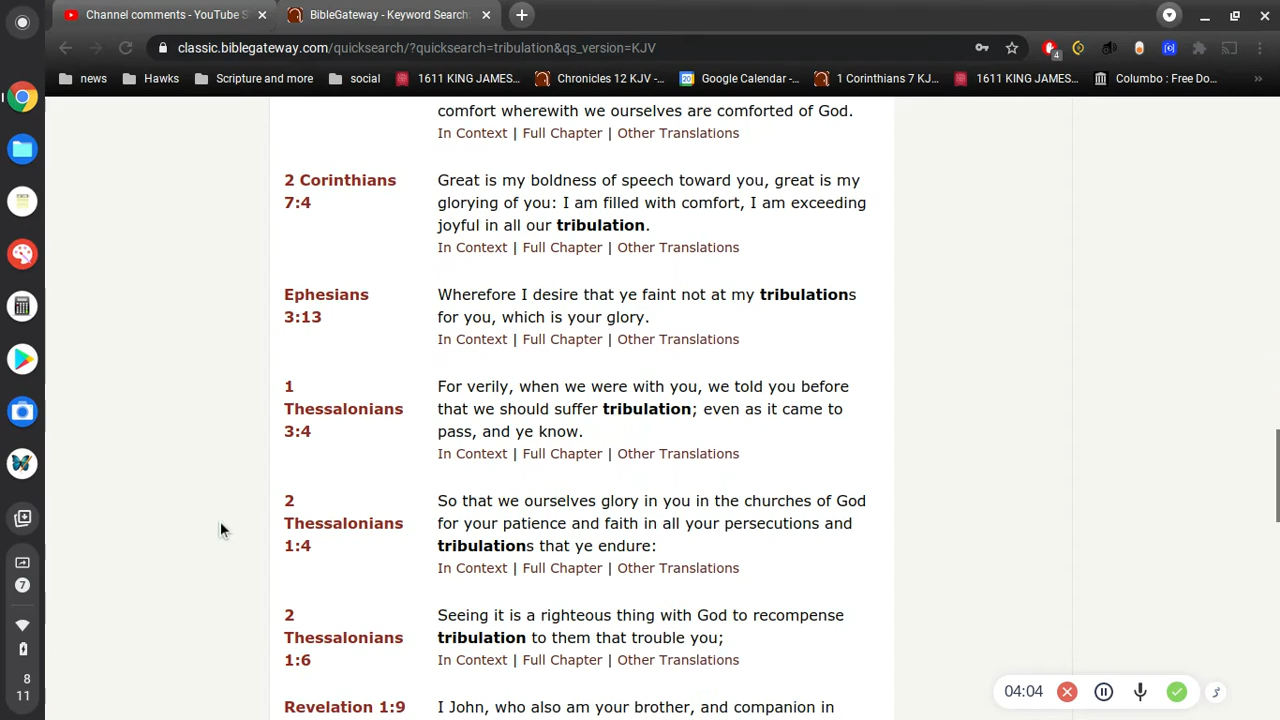 Channel comments - YouTube S
BibleGateway - Keyword Search:
classic.biblegateway.com/quicksearch/?quicksearch=tribulation&qs_version=KJV
4
news
Hawks
Scripture and more
social
1611 KING JAMES...
Chronicles 12 KJV -...
20
Google Calendar -...
1 Corinthians 7 KJ...
1611 KING JAMES...
Columbo : Free Do...
»
comfort wherewith we ourselves are comforted of God.
In Context | Full Chapter | Other Translations
2 Corinthians
7:4
Great is my boldness of speech toward you, great is my
glorying of you: I am filled with comfort, I am exceeding
joyful in all our tribulation.
In Context | Full Chapter | Other Translations
Ephesians
3:13
Wherefore I desire that ye faint not at my tribulations
for you, which is your glory.
In Context | Full Chapter | Other Translations
1
Thessalonians
3:4
For verily, when we were with you, we told you before
that we should suffer tribulation; even as it came to
pass, and ye know.
In Context | Full Chapter | Other Translations
2
Thessalonians
1:4
So that we ourselves glory in you in the churches of God
for your patience and faith in all your persecutions and
tribulations that ye endure:
In Context | Full Chapter | Other Translations
2
Thessalonians
1:6
Seeing it is a righteous thing with God to recompense
tribulation to them that trouble you;
In Context | Full Chapter | Other Translations
Revelation 1:9
I John, who also am your brother, and companion in
7
8
11
04:04